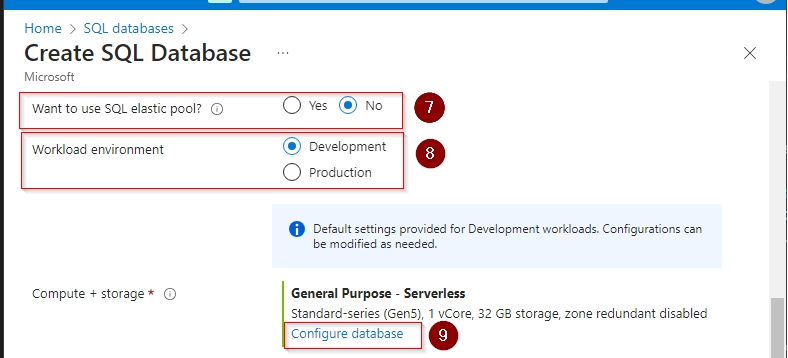 Home > SQL databases >
Create SQL Database ...
Microsoft
Want to use SQL elastic pool? Yes No 7
Workload environment Development 8
Production
Default settings provided for Development workloads. Configurations can
be modified as needed.
Compute + storage * General Purpose - Serverless
Standard-series (Gen5), 1 vCore, 32 GB storage, zone redundant disabled
Configure database 9